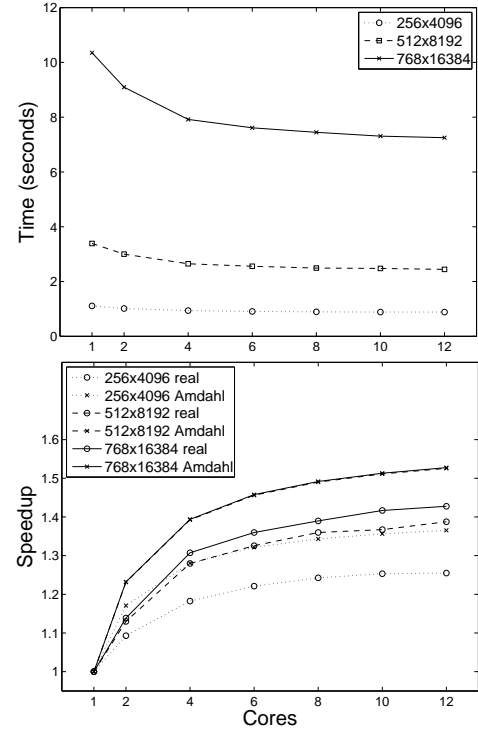 12
10
8
6
4
2
0
Time (seconds)
256x4096
512x8192
768x16384
1 2 4 6 8 10 12
256x4096 real
256x4096 Amdahl
512x8192 real
512x8192 Amdahl
768x16384 real
768x16384 Amdahl
1.6
1.5
1.4
1.3
1.2
1.1
1
Speedup
1 2 4 6 8 10 12
Cores